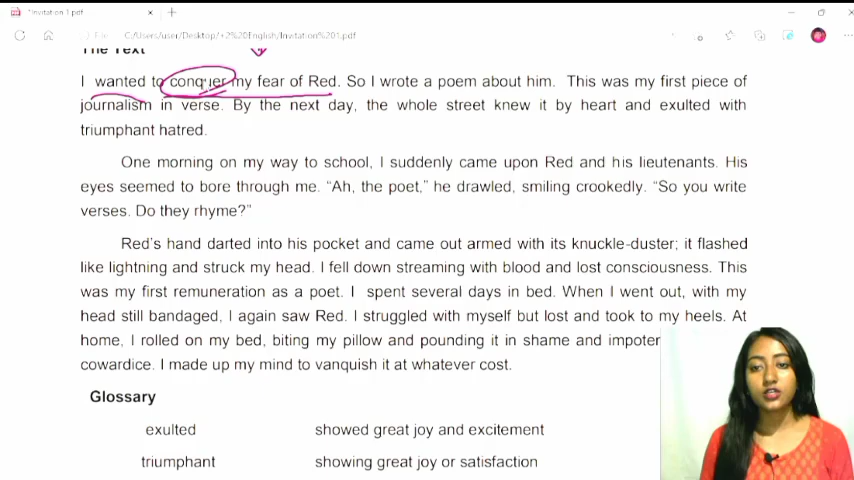 *Invitation 1.pdf
File
C:/Users/user/Desktop/+2%20English/Invitation%201.pdf
The Text
I wanted to conquer my fear of Red. So I wrote a poem about him. This was my first piece of
journalism in verse. By the next day, the whole street knew it by heart and exulted with
triumphant hatred.
One morning on my way to school, I suddenly came upon Red and his lieutenants. His
eyes seemed to bore through me. "Ah, the poet," he drawled, smiling crookedly. "So you write
verses. Do they rhyme?"
Red's hand darted into his pocket and came out armed with its knuckle-duster; it flashed
like lightning and struck my head. I fell down streaming with blood and lost consciousness. This
was my first remuneration as a poet. I spent several days in bed. When I went out, with my
head still bandaged, I again saw Red. I struggled with myself but lost and took to my heels. At
home, I rolled on my bed, biting my pillow and pounding it in shame and
cowardice. I made up my mind to vanquish it at whatever cost.
Glossary
exulted showed great joy and excitement
triumphant showing great joy or satisfaction